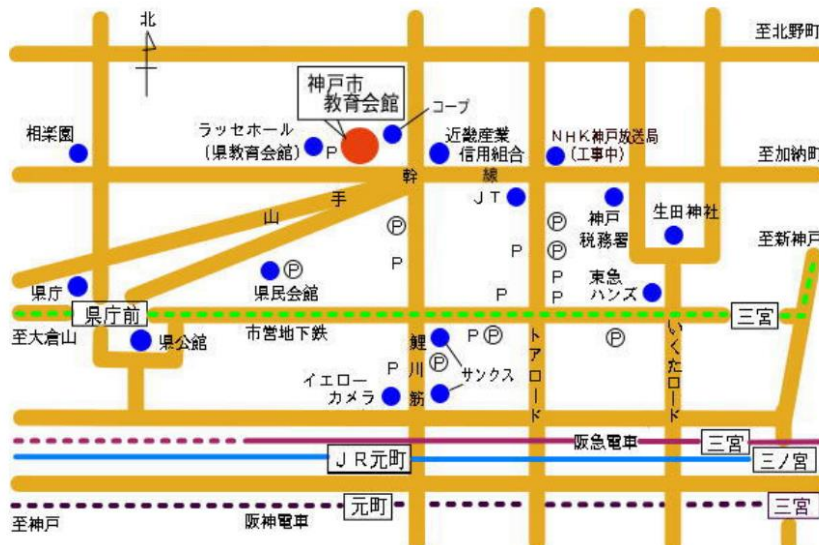 北
至北野町
神戸市
教育会館
コープ
相楽園
ラッセホール
(県教育会館)
P
近畿産業
信用組合
NHK神戸放送局
(工事中)
至加納町
幹
線
手
山
JT
神戸
税務署
生田神社
至新神戸
P
P
P
P
P
P
P
県庁
県民会館
P
P
東急
ハンズ
県庁前
三宮
至大倉山
県公館
市営地下鉄
鯉川筋
P
P
トアロード
P
いくたロード
P
P
サンクス
イエロー
カメラ
阪急電車
三宮
JR元町
三ノ宮
元町
三宮
至神戸
阪神電車